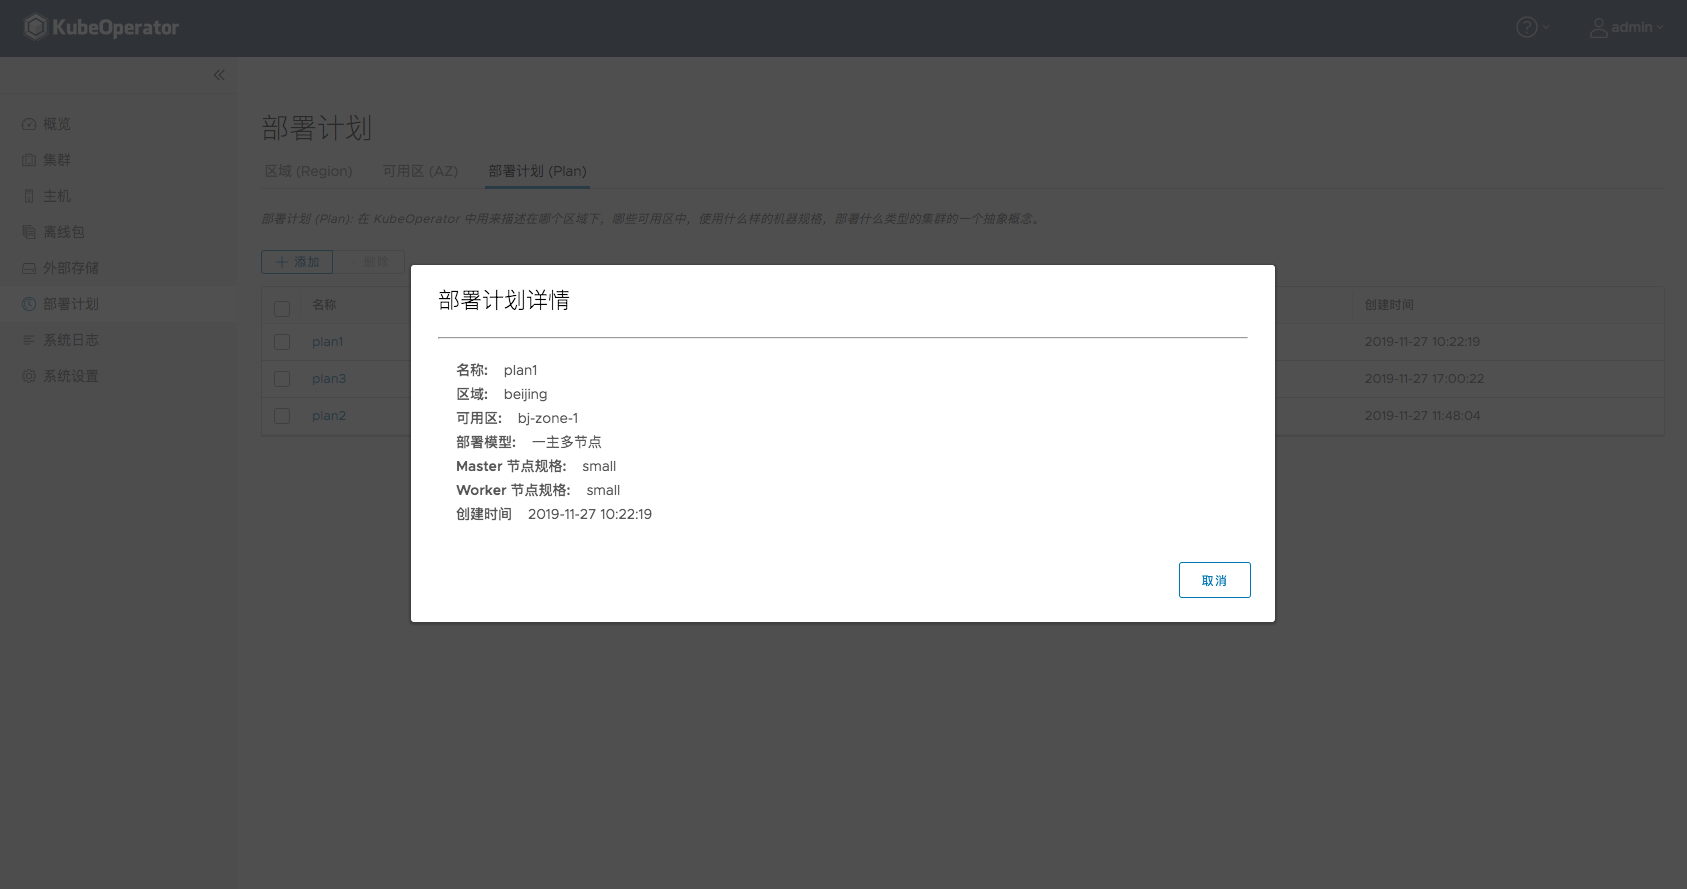 KubeOperator
admin
概览
集群
主机
离线包
外部存储
部署计划
系统日志
系统设置
部署计划
区域 (Region) 可用区 (AZ) 部署计划 (Plan)
部署计划 (Plan): 在 KubeOperator 中用来描述在哪个区域下，哪些可用区中，使用什么样的机器规格，部署什么类型的集群的一个抽象概念。
添加 删除
名称 创建时间
plan1 2019-11-27 10:22:19
plan3 2019-11-27 17:00:22
plan2 2019-11-27 11:48:04
部署计划详情
名称: plan1
区域: beijing
可用区: bj-zone-1
部署模型: 一主多节点
Master 节点规格: small
Worker 节点规格: small
创建时间 2019-11-27 10:22:19
取消